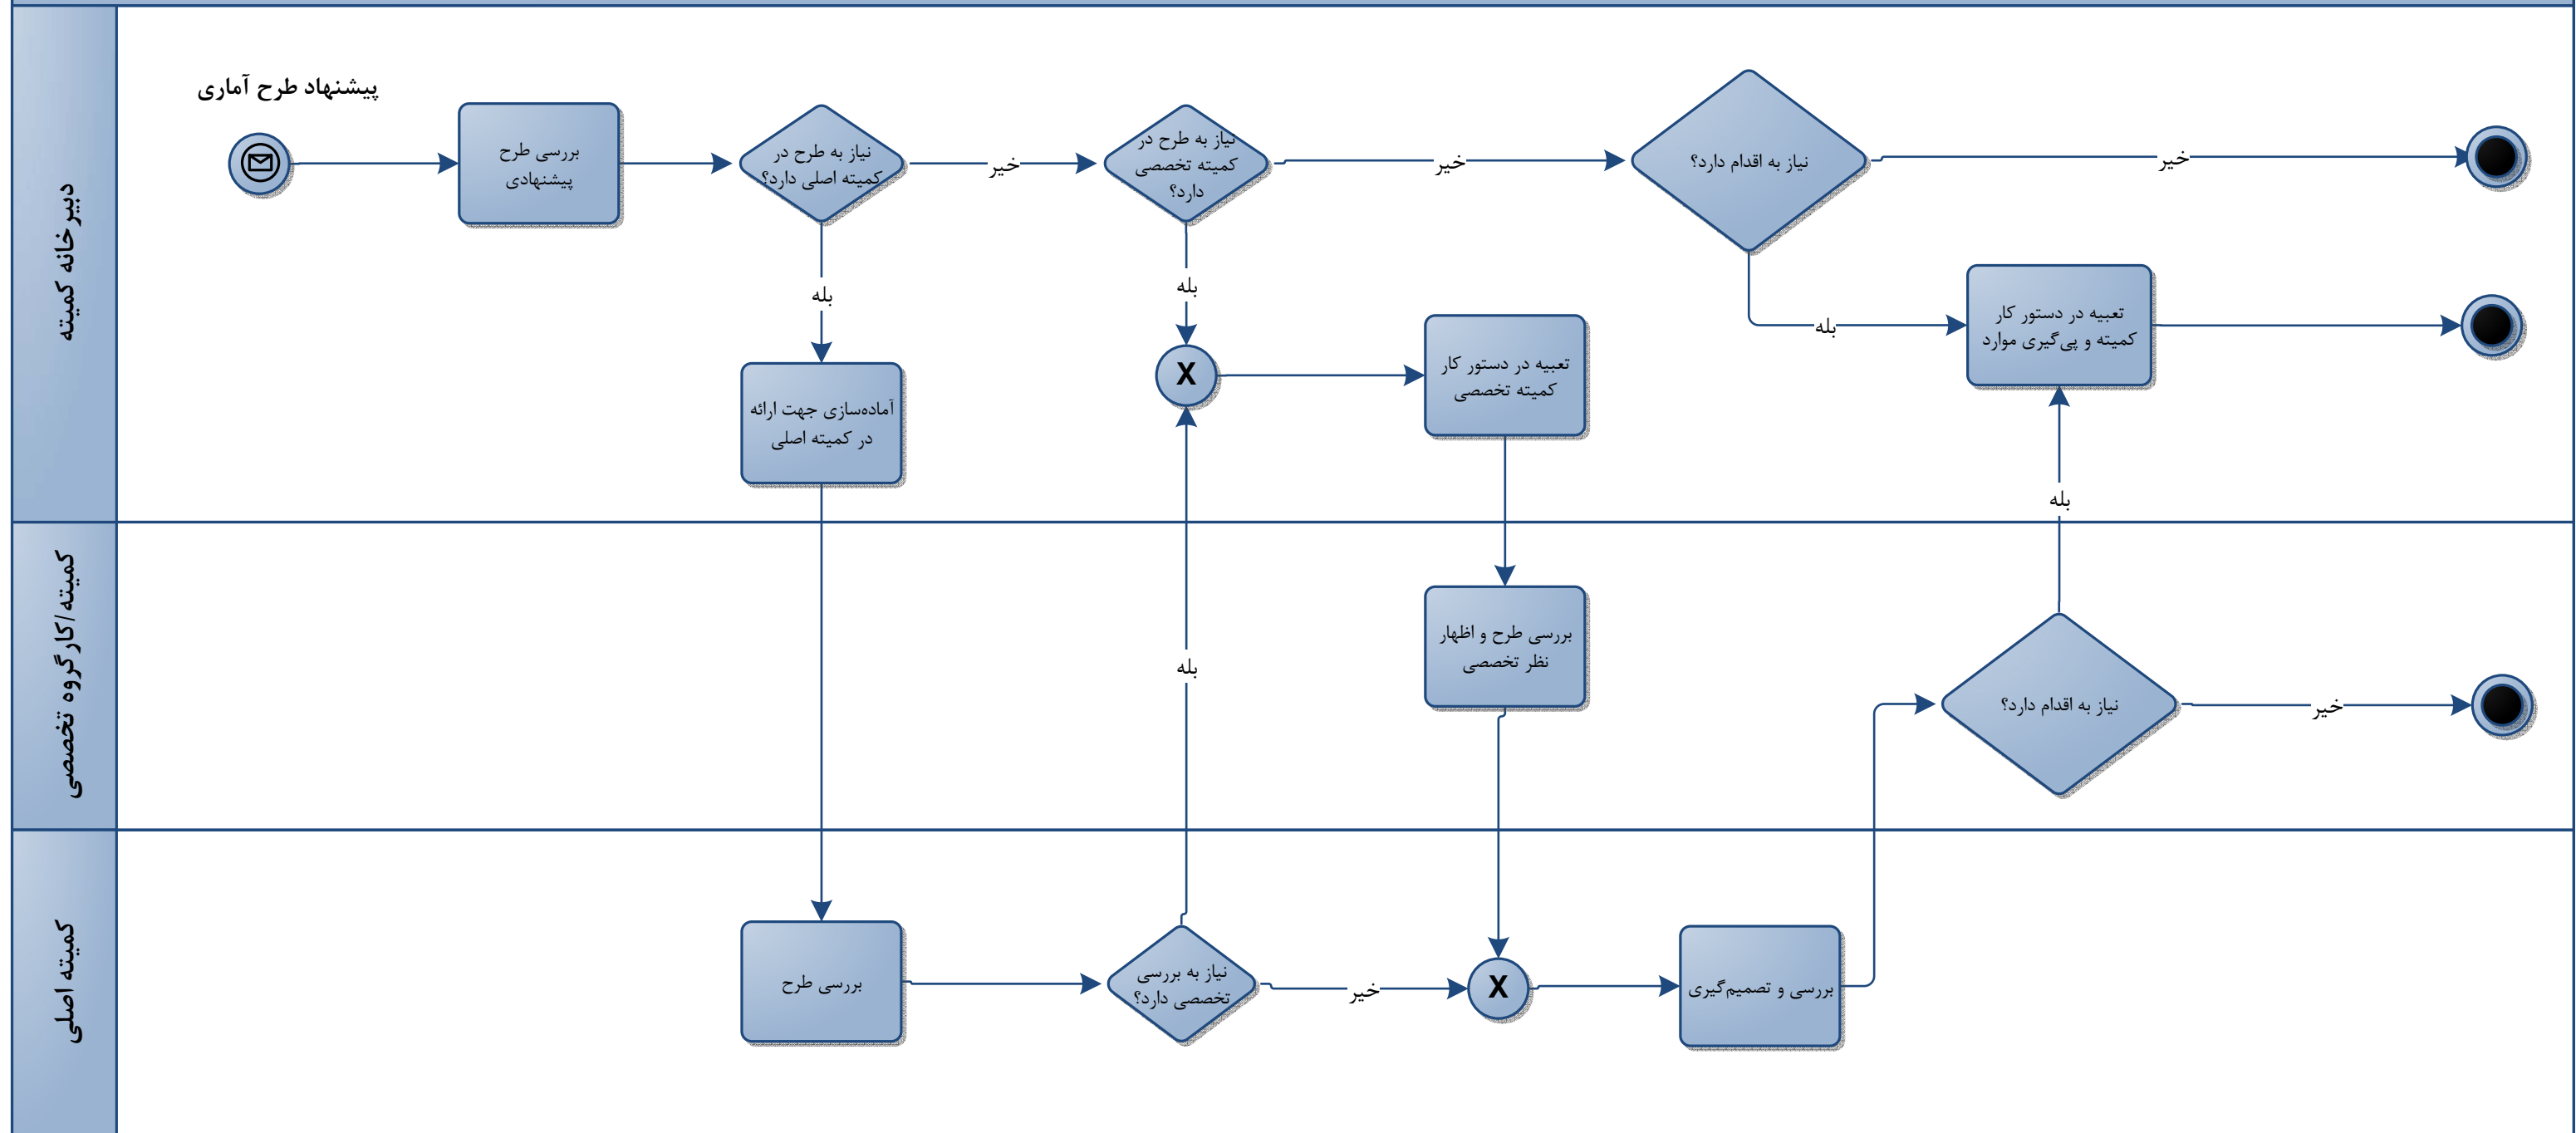 دبیرخانه کمیته
پیشنهاد طرح آماری
بررسی طرح
پیشنهادی
نیاز به طرح در
کمیته اصلی دارد؟
خیر
نیاز به طرح در
کمیته تخصصی
دارد؟
خیر
نیاز به اقدام دارد؟
خیر
بله
آماده‌سازی جهت ارائه
در کمیته اصلی
بله
X
تعبیه در دستور کار
کمیته تخصصی
بله
تعبیه در دستور کار
کمیته و پی‌گیری موارد
بله
کمیته/کارگروه تخصصی
بله
بررسی طرح و اظهار
نظر تخصصی
نیاز به اقدام دارد؟
خیر
کمیته اصلی
بررسی طرح
نیاز به بررسی
تخصصی دارد؟
خیر
X
بررسی و تصمیم‌گیری